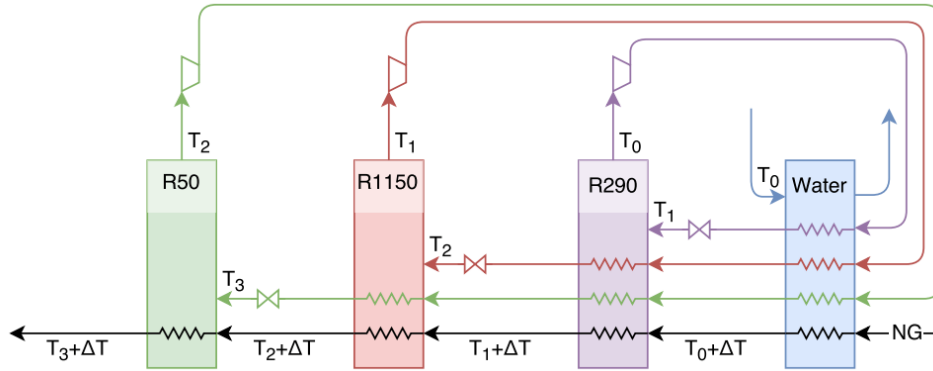 T2
T1
T0
R50
R1150
R290
T0
Water
T1
T2
T3
T3+ΔT
T2+ΔT
T1+ΔT
T0+ΔT
NG